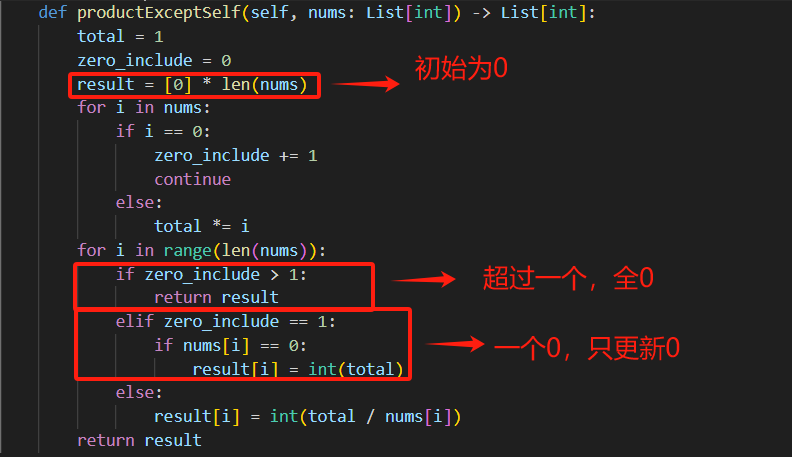 def productExceptSelf(self, nums: List[int]) -> List[int]:
total = 1
zero_include = 0
result = [0] * len(nums)
初始为0
for i in nums:
if i == 0:
zero_include += 1
continue
else:
total *= i
for i in range(len(nums)):
if zero_include > 1:
return result
超过一个，全0
elif zero_include == 1:
if nums[i] == 0:
result[i] = int(total)
一个0，只更新0
else:
result[i] = int(total / nums[i])
return result